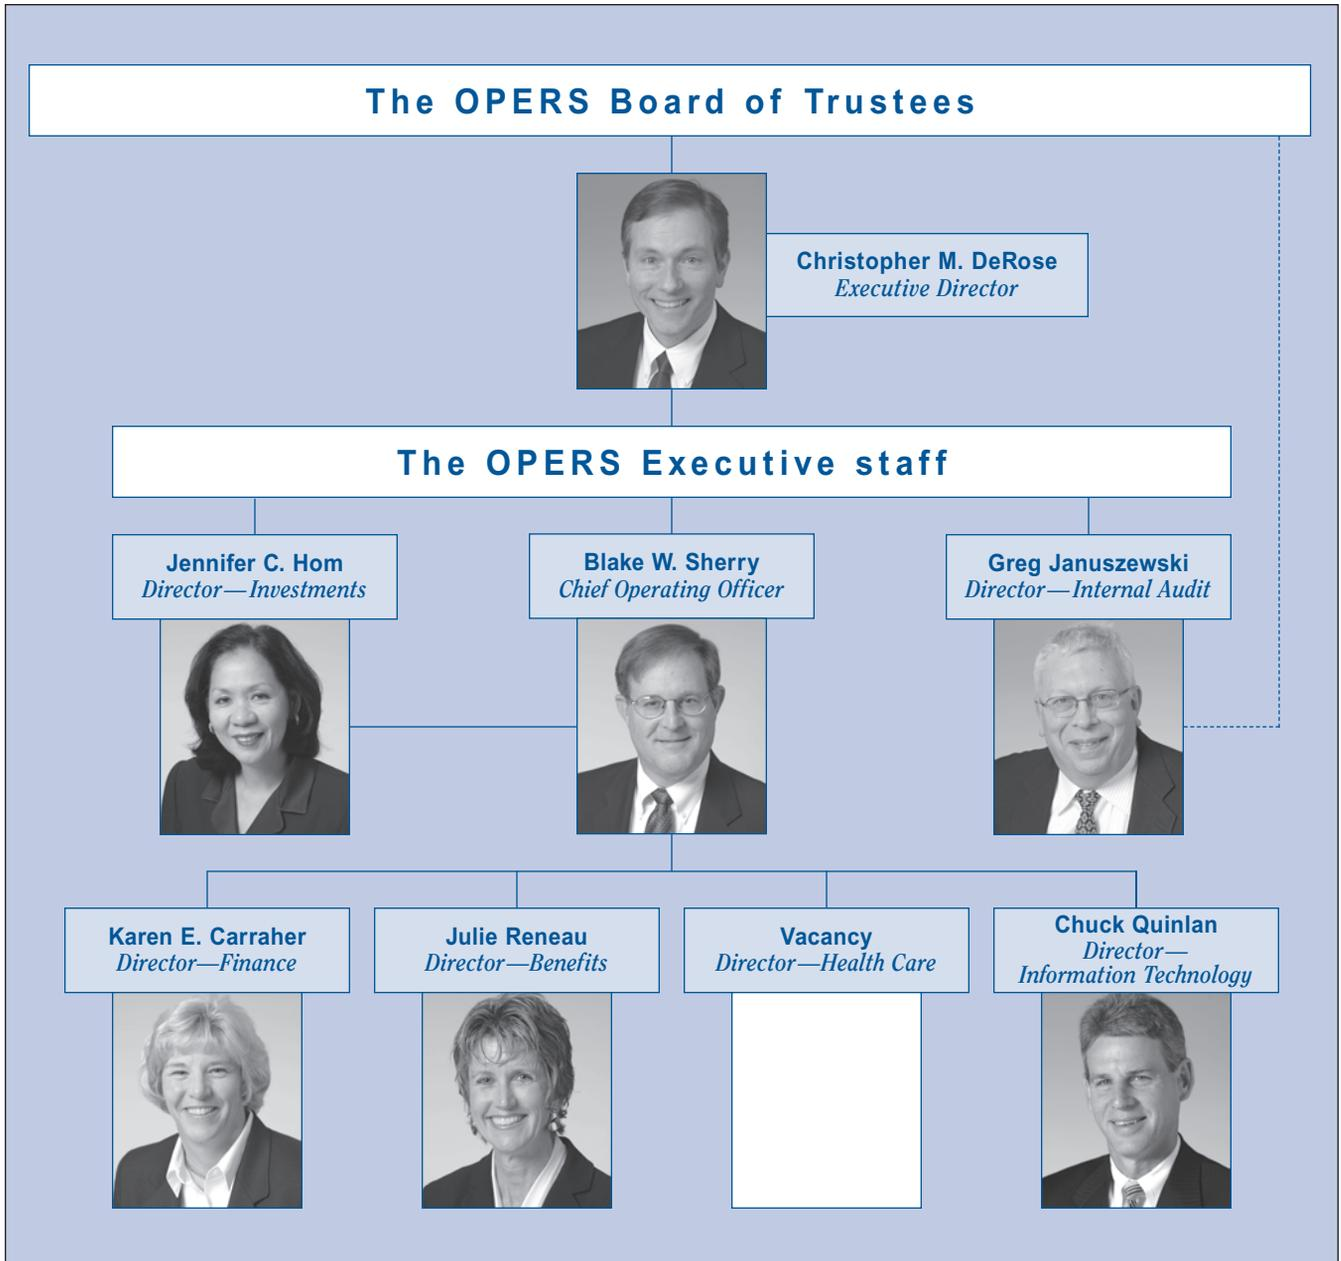 The OPERS Board of Trustees
Christopher M. DeRose
Executive Director
The OPERS Executive staff
Jennifer C. Hom
Director—Investments
Blake W. Sherry
Chief Operating Officer
Greg Januszewski
Director—Internal Audit
Karen E. Carraher
Director—Finance
Julie Reneau
Director—Benefits
Vacancy
Director—Health Care
Chuck Quinlan
Director—
Information Technology